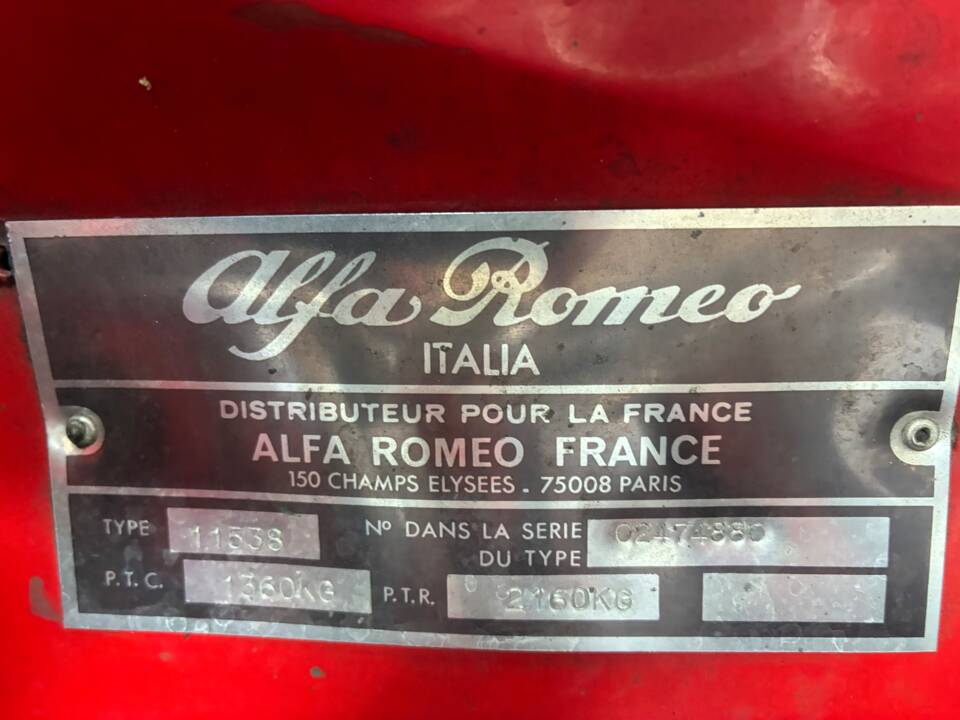 Alfa Romeo
ITALIA
DISTRIBUTEUR POUR LA FRANCE
ALFA ROMEO FRANCE
150 CHAMPS ELYSEES . 75008 PARIS
TYPE 11538 Nº DANS LA SERIE DU TYPE 02474880
P.T.C. 1360KG P.T.R. 2160KG